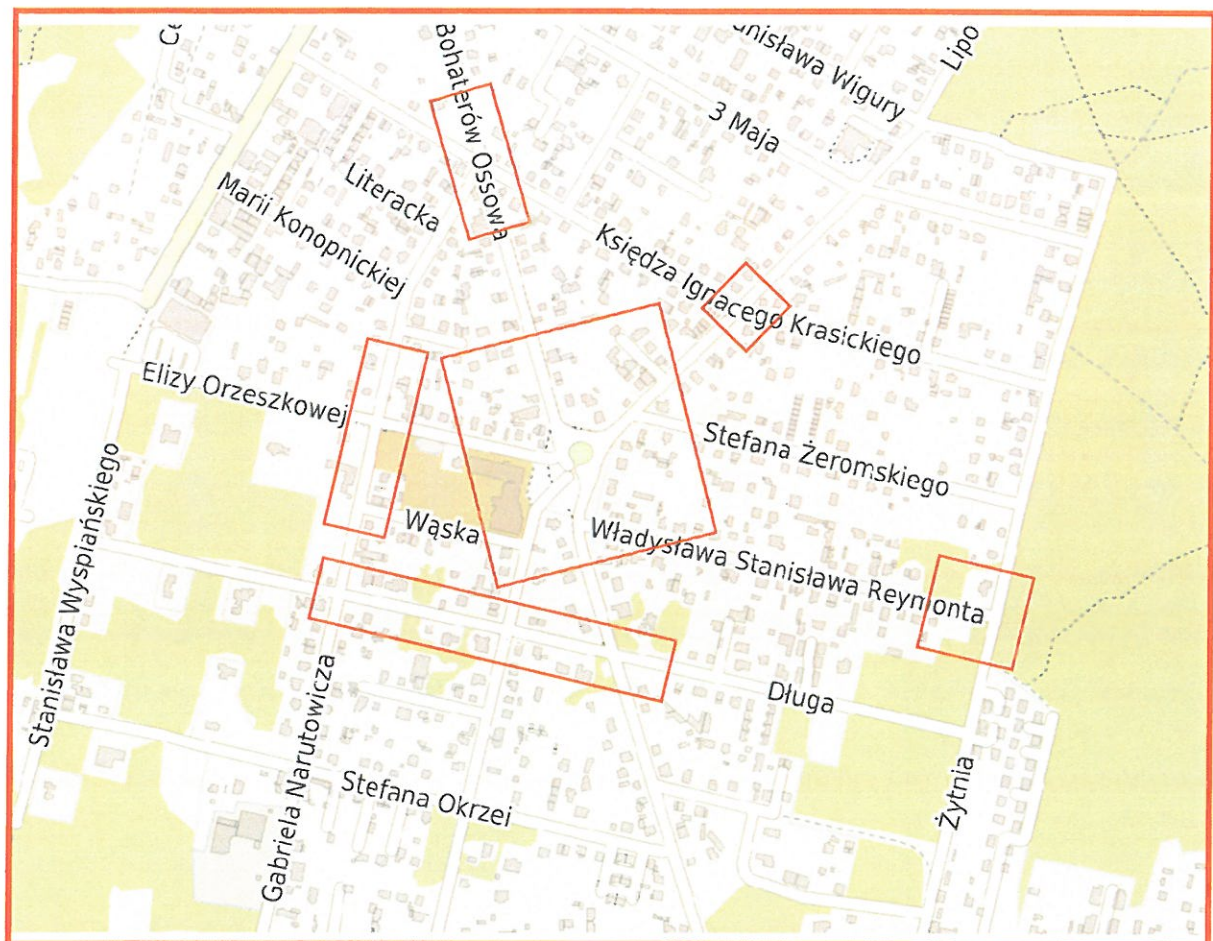 Bohaterów Ossowa
Stanisława Wigury
3 Maja
Literacka
Marii Konopnickiej
Księdza Ignacego Krasickiego
Elizy Orzeszkowej
Stefana Żeromskiego
Wąska
Władysława Stanisława Reymonta
Stanisława Wyspiańskiego
Długa
Gabriela Narutowicza
Stefana Okrzei
Żytnia